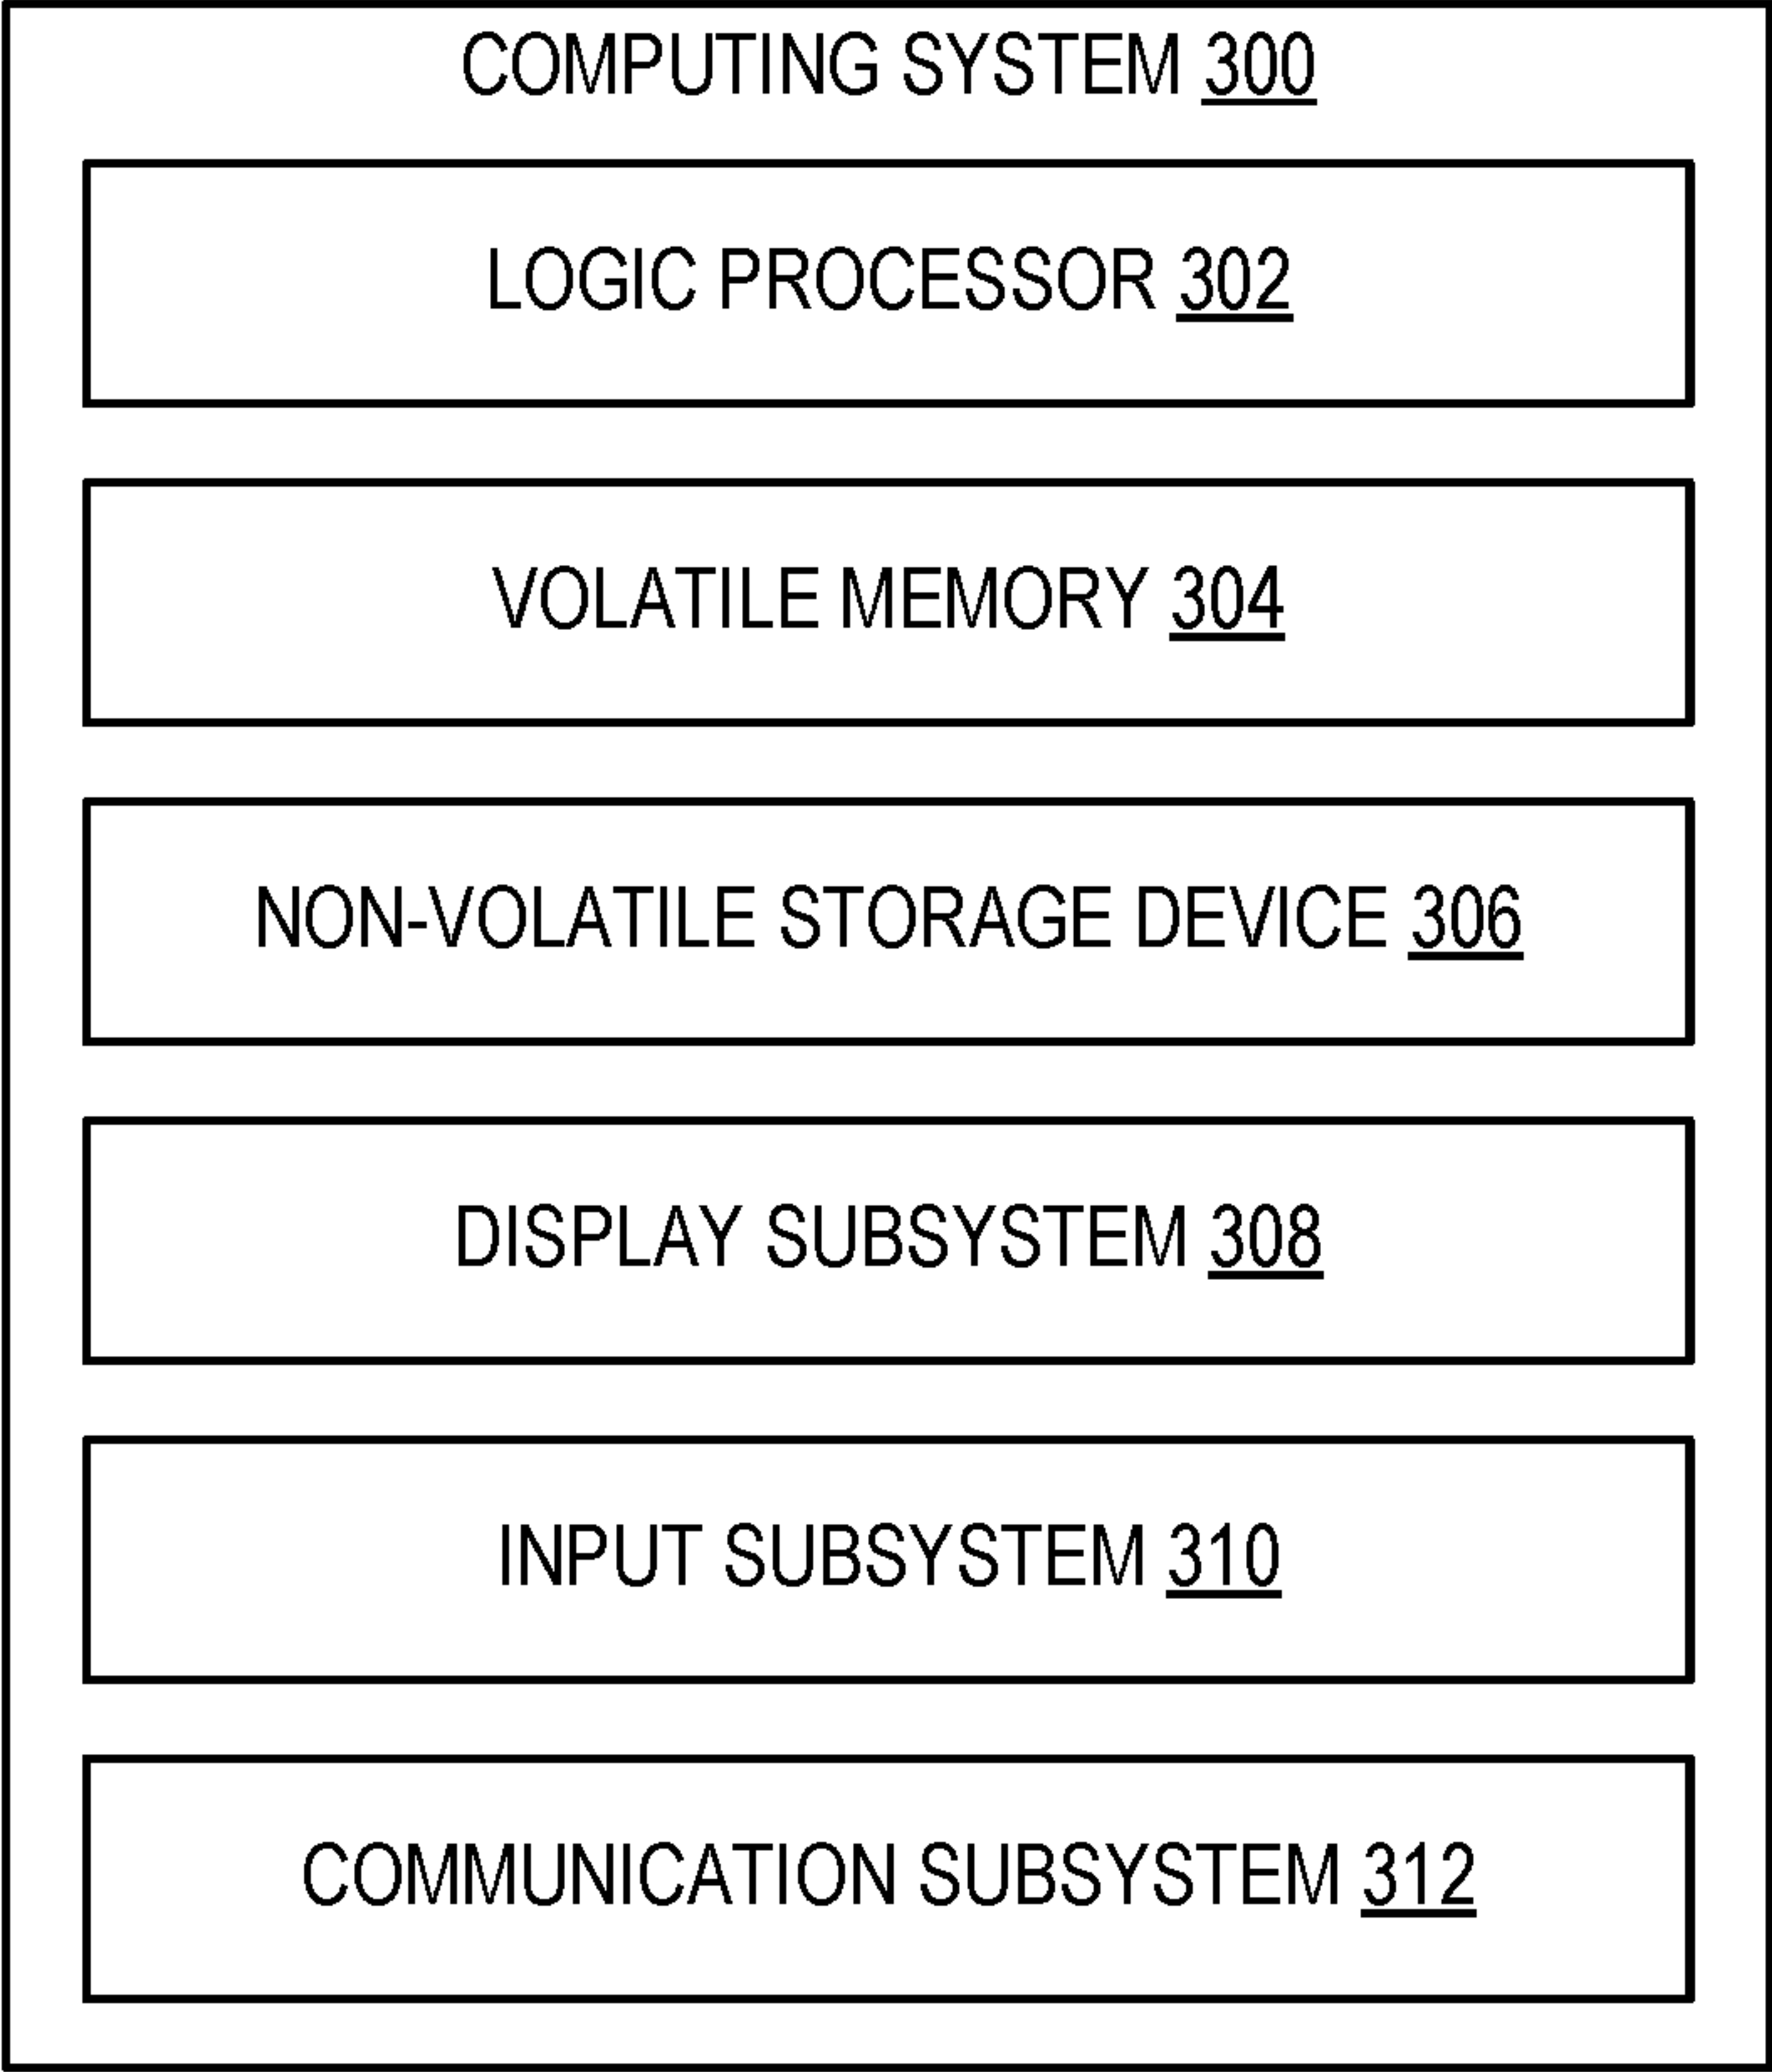 COMPUTING SYSTEM 300
LOGIC PROCESSOR 302
VOLATILE MEMORY 304
NON-VOLATILE STORAGE DEVICE 306
DISPLAY SUBSYSTEM 308
INPUT SUBSYSTEM 310
COMMUNICATION SUBSYSTEM 312